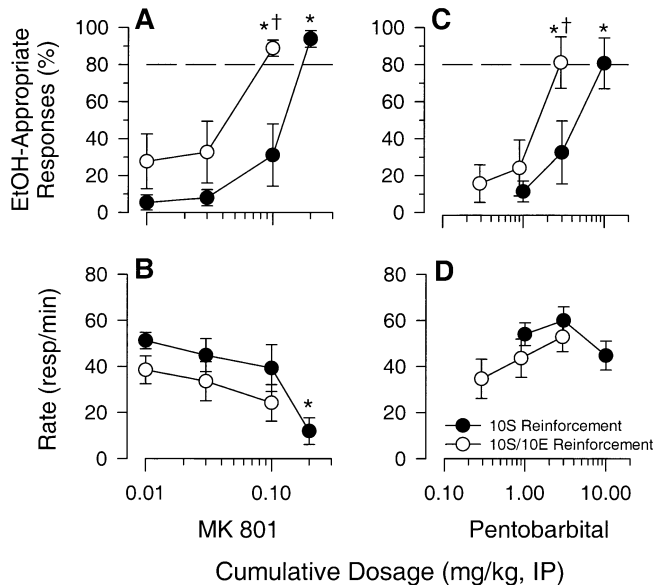 A
C
* †
*
* †
*
EtOH-Appropriate
Responses (%)
100
80
60
40
20
0
100
80
60
40
20
0
B
D
Rate (resp/min)
80
60
40
20
0
80
60
40
20
0
*
10S Reinforcement
10S/10E Reinforcement
0.01
0.10
0.10
1.00
10.00
MK 801
Pentobarbital
Cumulative Dosage (mg/kg, IP)